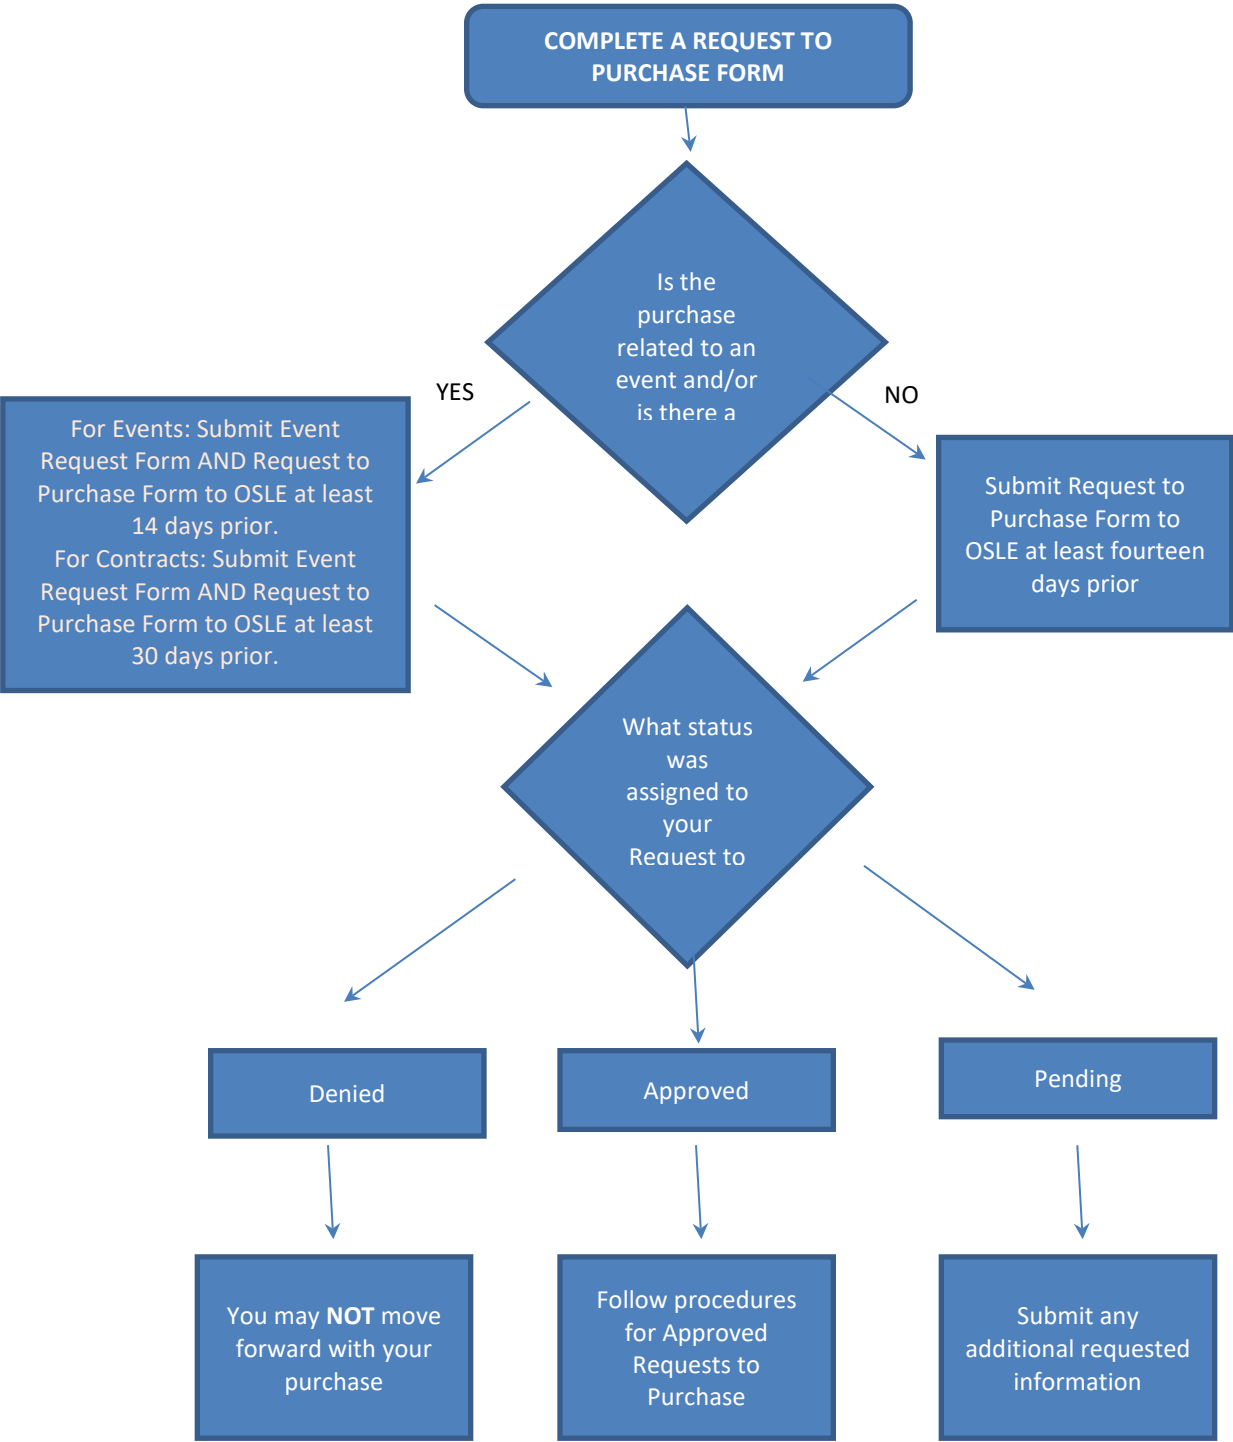 COMPLETE A REQUEST TO
PURCHASE FORM
Is the
purchase
related to an
event and/or
is there a
YES
NO
For Events: Submit Event
Request Form AND Request to
Purchase Form to OSLE at least
14 days prior.
For Contracts: Submit Event
Request Form AND Request to
Purchase Form to OSLE at least
30 days prior.
Submit Request to
Purchase Form to
OSLE at least fourteen
days prior
What status
was
assigned to
your
Request to
Denied
Approved
Pending
You may NOT move
forward with your
purchase
Follow procedures
for Approved
Requests to
Purchase
Submit any
additional requested
information